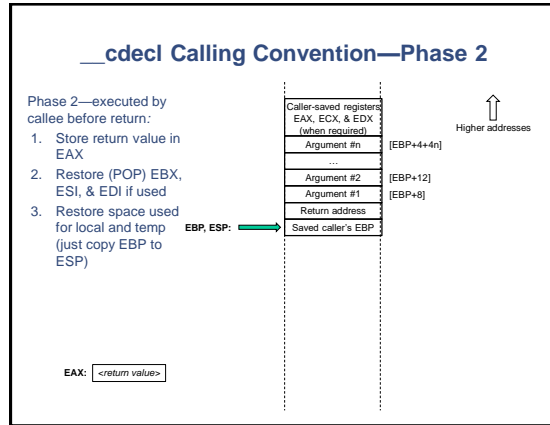 __cdecl Calling Convention—Phase 2
Phase 2—executed by
callee before return:
1. Store return value in
EAX
2. Restore (POP) EBX,
ESI, & EDI if used
3. Restore space used
for local and temp
(just copy EBP to
ESP)
Caller-saved registers
EAX, ECX, & EDX
(when required)
Argument #n [EBP+4+4n]
…
Argument #2 [EBP+12]
Argument #1 [EBP+8]
Return address
EBP, ESP: Saved caller's EBP
Higher addresses
EAX: <return value>